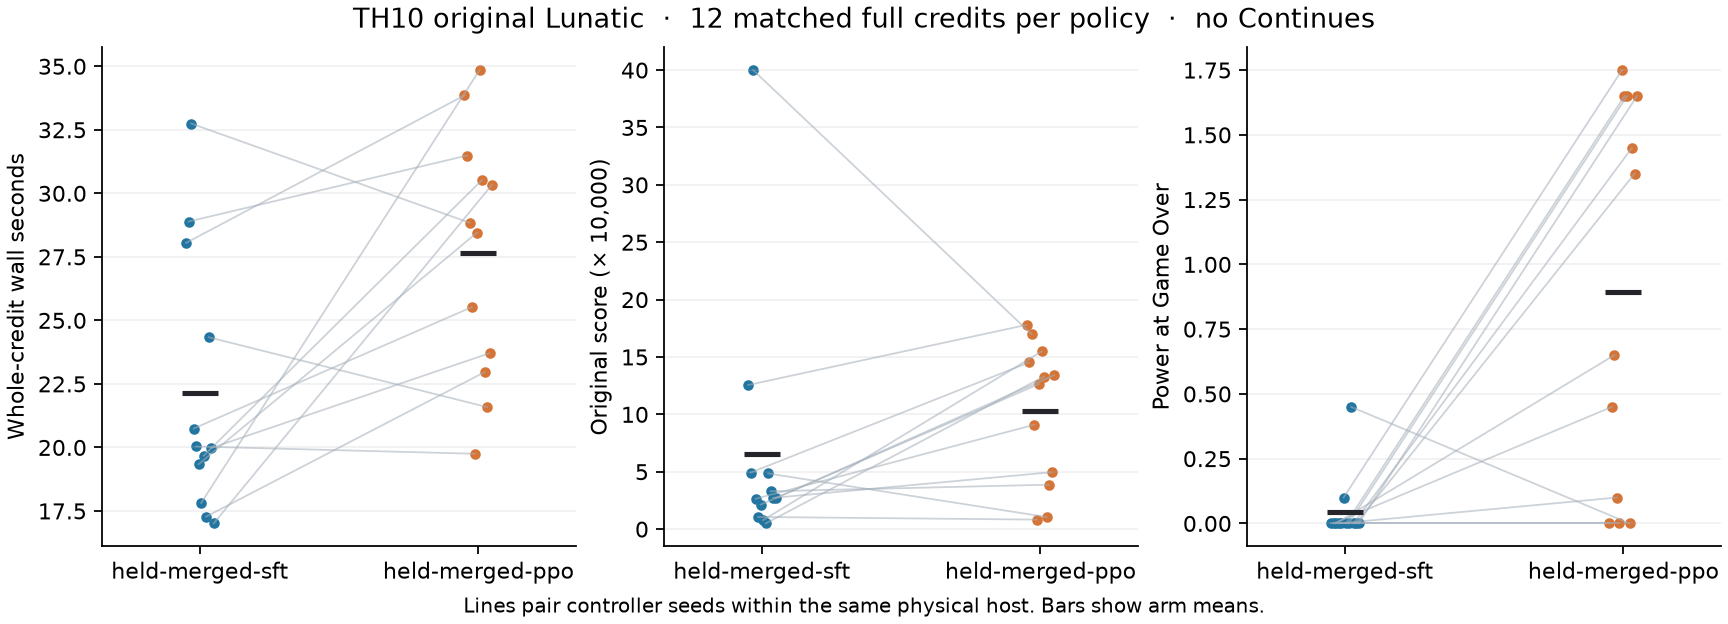 TH10 original Lunatic · 12 matched full credits per policy · no Continues
Whole-credit wall seconds
35.0
32.5
30.0
27.5
25.0
22.5
20.0
17.5
held-merged-sft
held-merged-ppo
Original score (× 10,000)
40
35
30
25
20
15
10
5
0
held-merged-sft
held-merged-ppo
Power at Game Over
1.75
1.50
1.25
1.00
0.75
0.50
0.25
0.00
held-merged-sft
held-merged-ppo
Lines pair controller seeds within the same physical host. Bars show arm means.